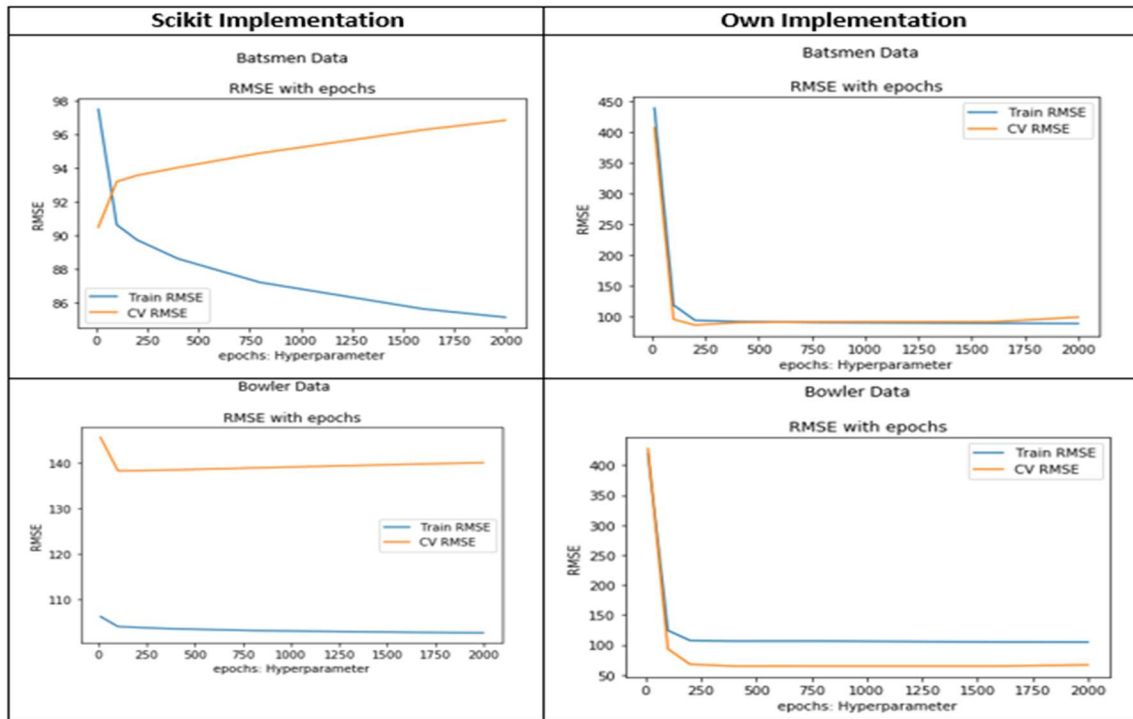 Scikit Implementation
Own Implementation
Batsmen Data
RMSE with epochs
98
96
94
92
90
88
86
RMSE
Train RMSE
CV RMSE
0 250 500 750 1000 1250 1500 1750 2000
epochs: Hyperparameter
Batsmen Data
RMSE with epochs
450
400
350
300
250
200
150
100
RMSE
Train RMSE
CV RMSE
0 250 500 750 1000 1250 1500 1750 2000
epochs: Hyperparameter
Bowler Data
RMSE with epochs
140
130
120
110
RMSE
Train RMSE
CV RMSE
0 250 500 750 1000 1250 1500 1750 2000
epochs: Hyperparameter
Bowler Data
RMSE with epochs
400
350
300
250
200
150
100
50
RMSE
Train RMSE
CV RMSE
0 250 500 750 1000 1250 1500 1750 2000
epochs: Hyperparameter